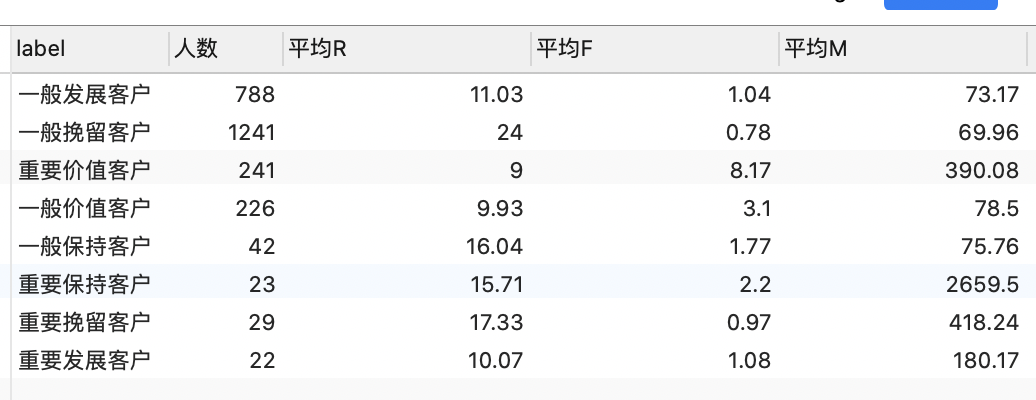 label 人数 平均R 平均F 平均M
一般发展客户 788 11.03 1.04 73.17
一般挽留客户 1241 24 0.78 69.96
重要价值客户 241 9 8.17 390.08
一般价值客户 226 9.93 3.1 78.5
一般保持客户 42 16.04 1.77 75.76
重要保持客户 23 15.71 2.2 2659.5
重要挽留客户 29 17.33 0.97 418.24
重要发展客户 22 10.07 1.08 180.17